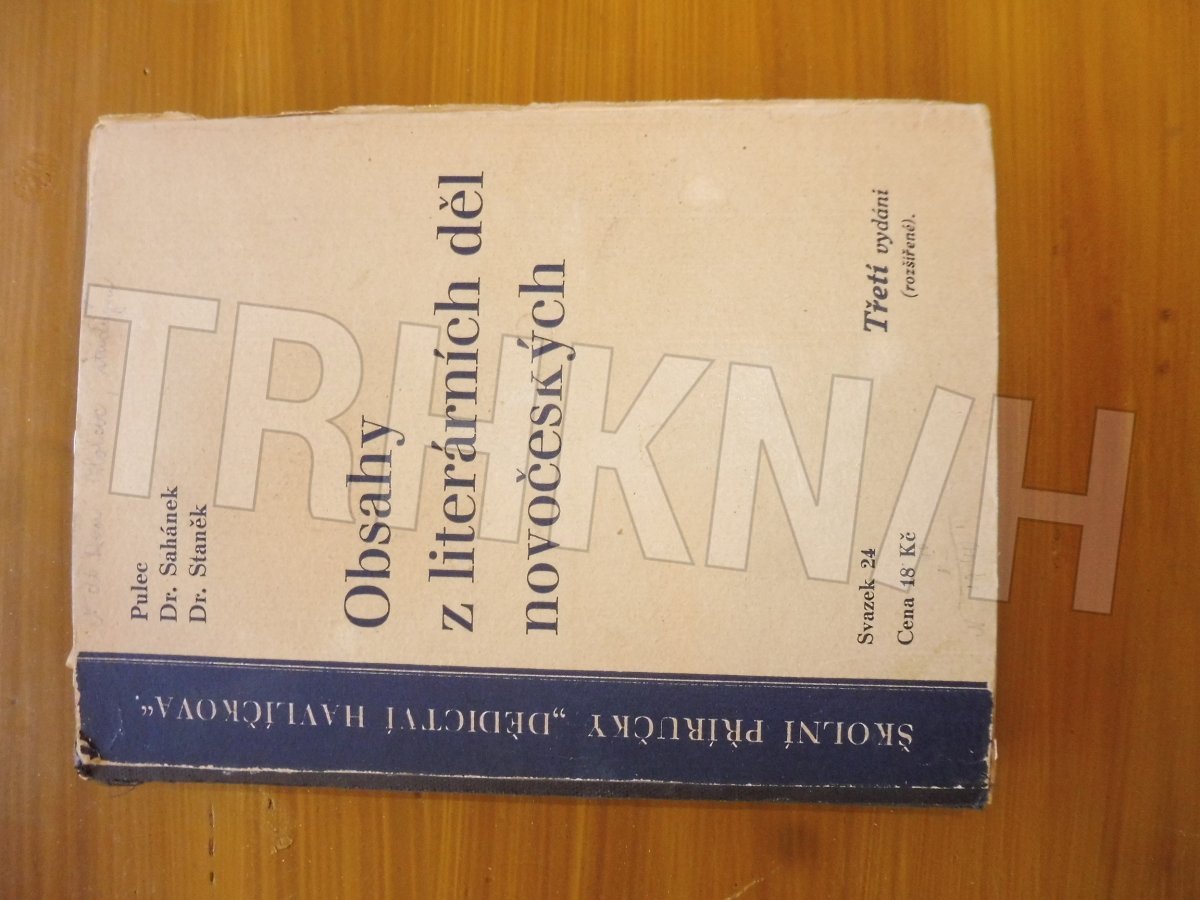 Pulec
Dr. Sahánek
Dr. Staněk
Obsahy
z literárních děl
novočeských
Svazek 24
Cena 18 Kč
Třetí vydání
(rozšířené).
ŠKOLNÍ PŘÍRUČKY „DĚDICTVÍ HAVLÍČKOVA“.
TRHKNIH